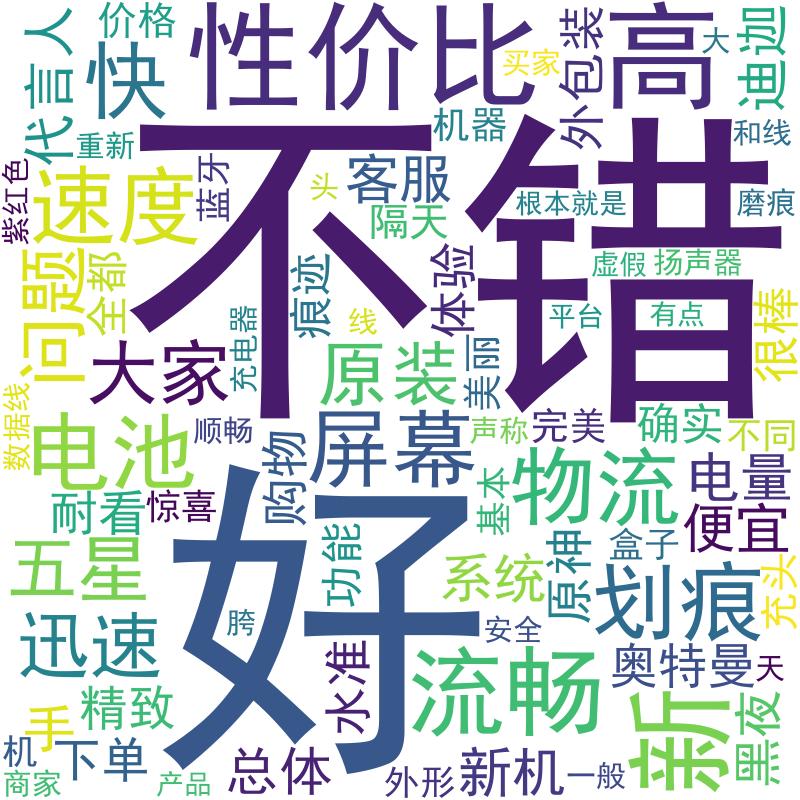 代言人
价格
快
性价比
买家
外包装
高
大
迪迦
重新
蓝牙
机器
和线
紫红色
速度
不错
头
客服
隔天
根本就是
磨痕
问题
全都
痕迹
体验
虚假
扬声器
充电器
线
平台
有点
很棒
大家
原装
美丽
数据线
电池
顺畅
屏幕
声称
完美
确实
不同
购物
耐看
惊喜
好
基本
物流
电量
便宜
五星
功能
系统
原神
盒子
充头
划痕
迅速
胯
安全
水准
流畅
奥特曼
天
精致
手
新
黑夜
机
下单
总体
外形
新机
一般
商家
产品